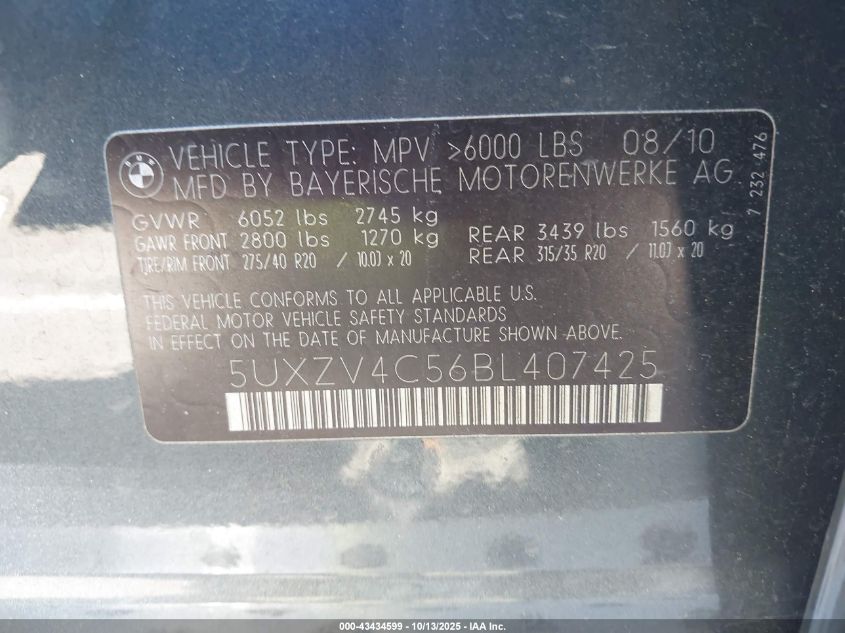 BMW
VEHICLE TYPE: MPV ≥6000 LBS 08/10
MFD BY BAYERISCHE MOTORENWERKE AG
GVWR 6052 lbs 2745 kg
GAWR FRONT 2800 lbs 1270 kg REAR 3439 lbs 1560 kg
TIRE/RIM FRONT 275/40 R20 / 10.0J x 20 REAR 315/35 R20 / 11.0J x 20
THIS VEHICLE CONFORMS TO ALL APPLICABLE U.S.
FEDERAL MOTOR VEHICLE SAFETY STANDARDS
IN EFFECT ON THE DATE OF MANUFACTURE SHOWN ABOVE.
5UXZV4C56BL407425
7 232 476
000-43434599 - 10/13/2025 - IAA Inc.